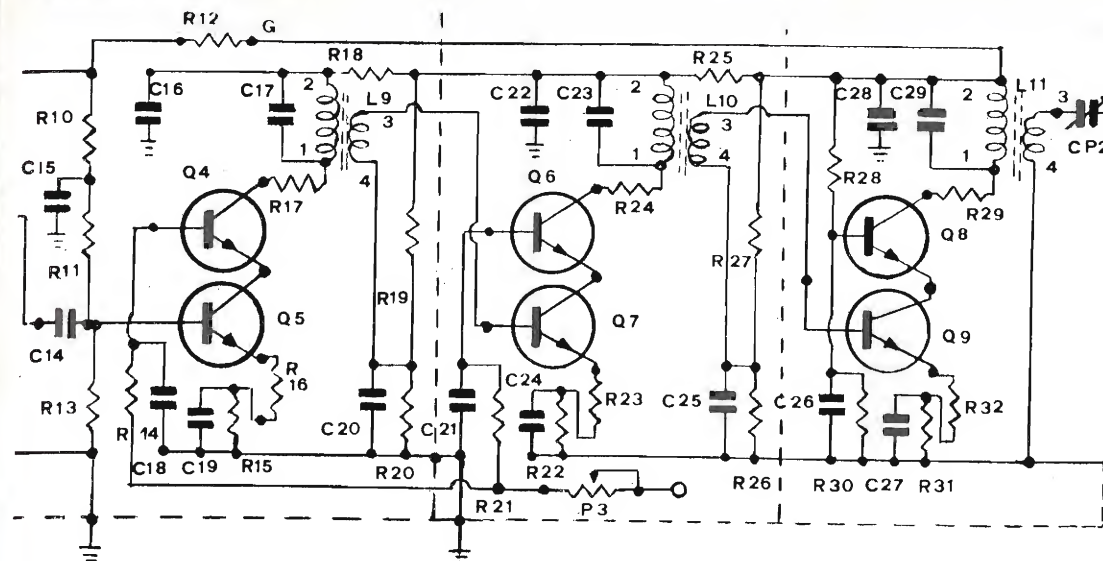 R12
G
R18
R25
C16
C17
2
L9
3
1
4
C22
C23
2
L10
3
1
4
C28
C29
2
L11
3
1
4
CP2
R10
C15
R11
Q4
R17
Q6
R24
R28
R29
Q8
R27
R19
Q5
Q7
Q9
C14
R
16
R13
R 14
C18
C19
R15
C20
R20
C21
C24
R23
R22
C25
R26
C26
R30
C27
R31
R32
R21
P3